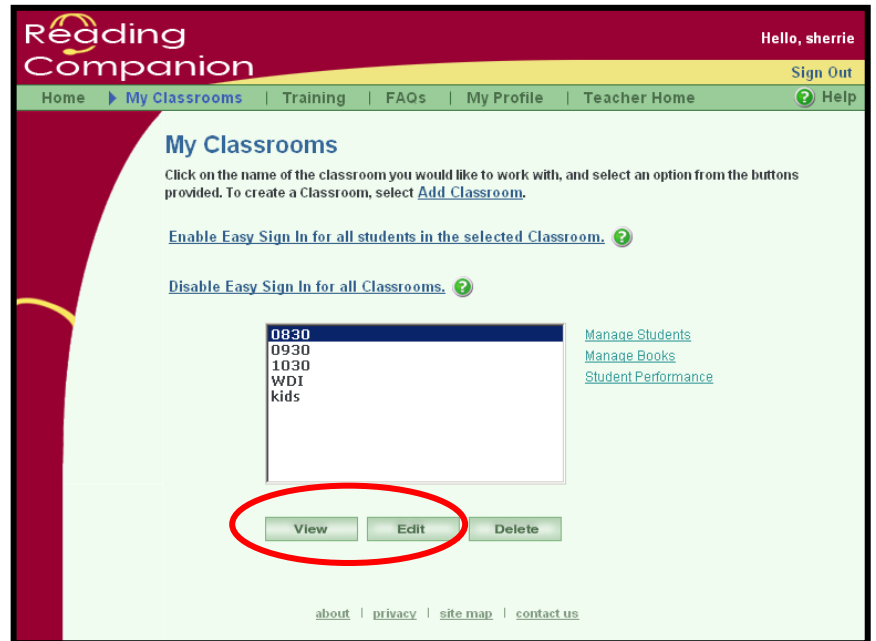 Reading
Companion
Hello, sherrie
Sign Out
Home My Classrooms | Training | FAQs | My Profile | Teacher Home ? Help
My Classrooms
Click on the name of the classroom you would like to work with, and select an option from the buttons
provided. To create a Classroom, select Add Classroom.
Enable Easy Sign In for all students in the selected Classroom. ?
Disable Easy Sign In for all Classrooms. ?
0830
0930
1030
WDI
kids
Manage Students
Manage Books
Student Performance
View Edit Delete
about | privacy | site map | contact us